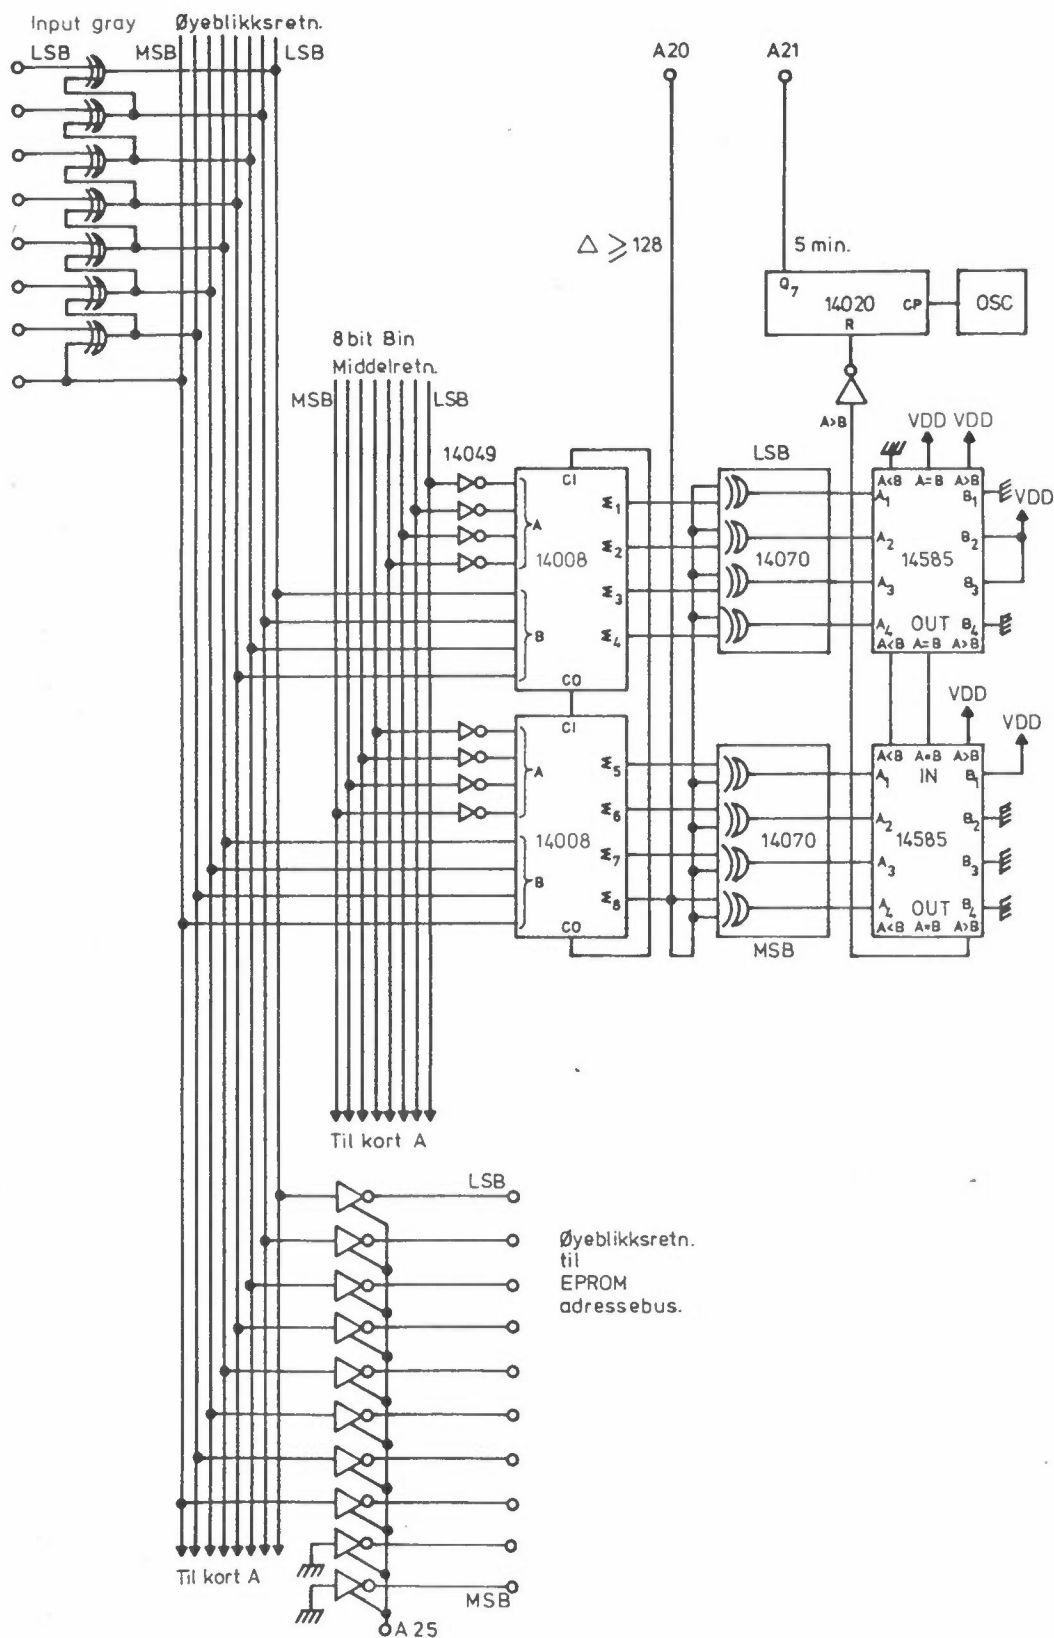 Input gray
Øyeblikksretn.
LSB
MSB
LSB
A20
A21
△ ≥ 128
5 min.
Q7
14020
CP
R
OSC
8 bit Bin
Middelretn.
MSB
LSB
A>B
14049
LSB
VDD
VDD
CI
A
14008
B
CO
Σ1
Σ2
Σ3
Σ4
14070
A<B A=B A>B
A1
A2
A3
A4
14585
B1
B2
B3
B4
VDD
OUT
A<B A=B A>B
VDD
VDD
CI
A
14008
B
CO
Σ5
Σ6
Σ7
Σ8
14070
MSB
A<B A=B A>B
IN
A1
A2
A3
A4
14585
B1
B2
B3
B4
OUT
A<B A=B A>B
Til kort A
LSB
Øyeblikksretn.
til
EPROM
adressebus.
Til kort A
MSB
A 25